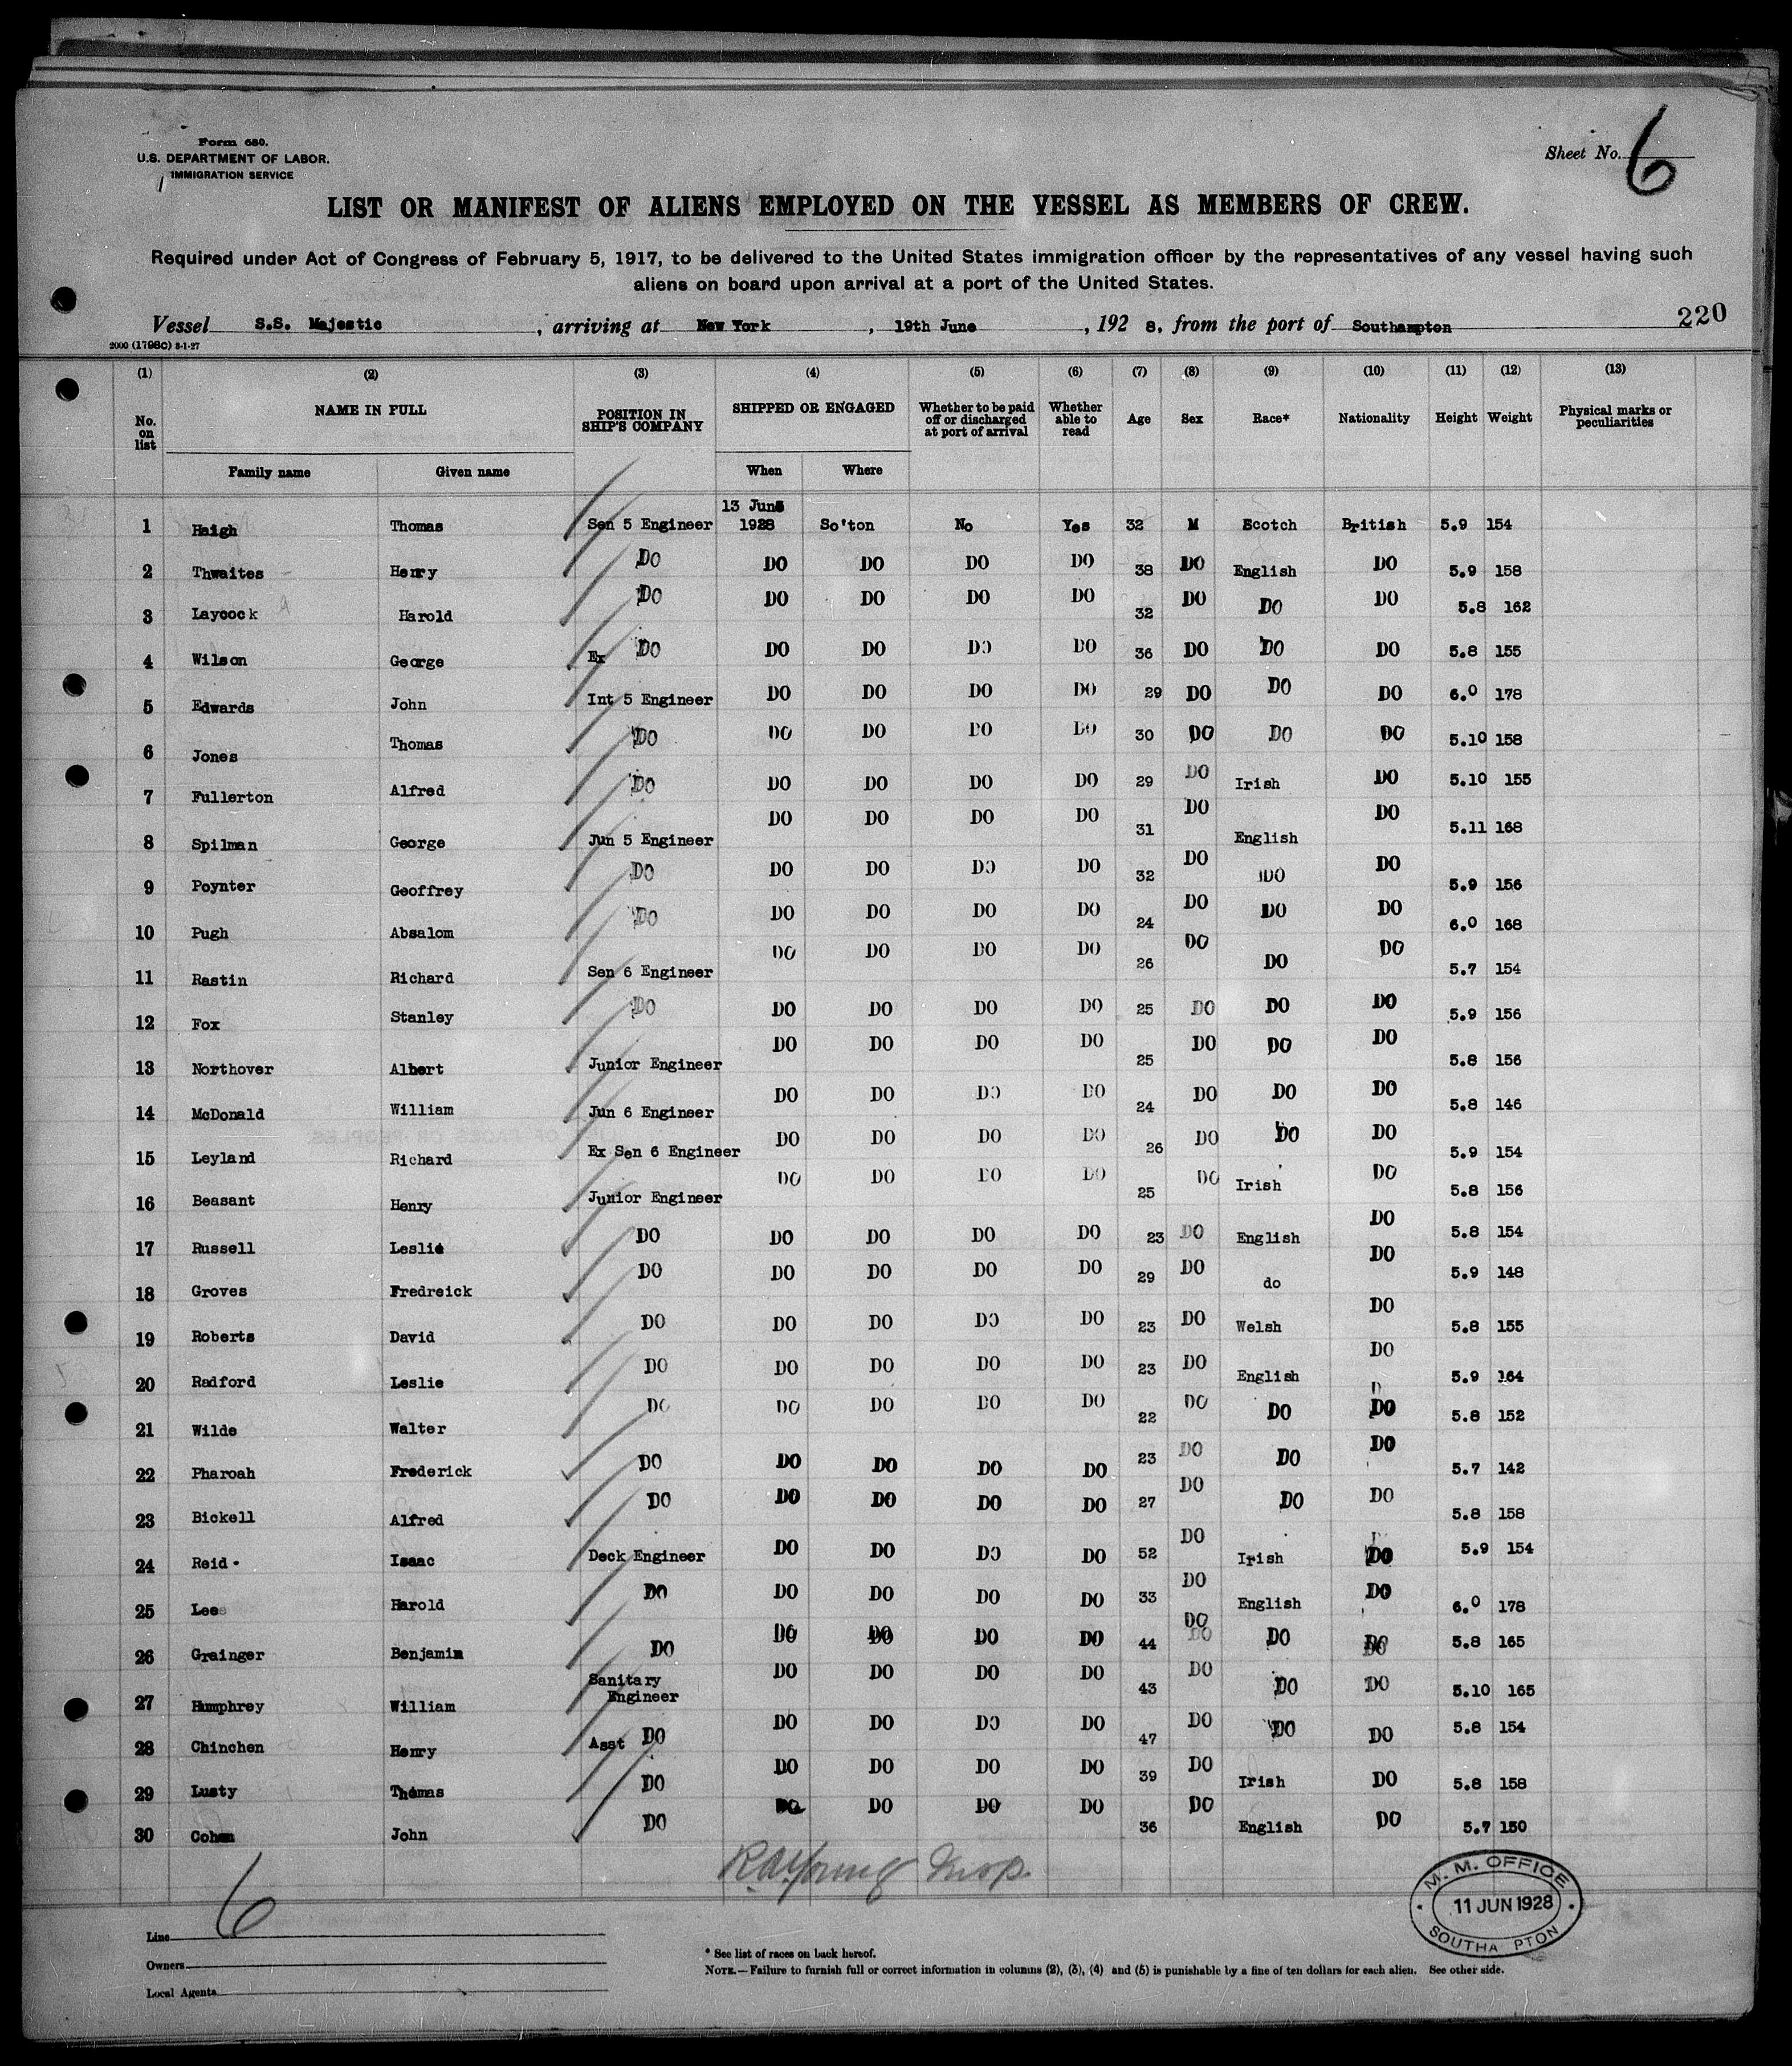 Form 680.
U.S. DEPARTMENT OF LABOR.
IMMIGRATION SERVICE
Sheet No. 6
LIST OR MANIFEST OF ALIENS EMPLOYED ON THE VESSEL AS MEMBERS OF CREW.
Required under Act of Congress of February 5, 1917, to be delivered to the United States immigration officer by the representatives of any vessel having such
aliens on board upon arrival at a port of the United States.
220
Vessel S.S. Majestic, arriving at New York, 19th June, 192 8, from the port of Southampton
2000 (1798C) 3-1-27
(1) (2) (3) (4) (5) (6) (7) (8) (9) (10) (11) (12) (13)
No. on list NAME IN FULL POSITION IN SHIP'S COMPANY SHIPPED OR ENGAGED Whether to be paid off or discharged at port of arrival Whether able to read Age Sex Race* Nationality Height Weight Physical marks or peculiarities
Family name Given name When Where
13 June
1 Haigh Thomas Sen 5 Engineer 1928 So'ton No Yes 32 M Scotch British 5.9 154
2 Thwaites Henry DO DO DO DO DO 38 DO English DO 5.9 158
3 Laycock Harold DO DO DO DO DO 32 DO DO DO 5.8 162
4 Wilson George Ex DO DO DO DO DO 36 DO DO DO 5.8 155
5 Edwards John Int 5 Engineer DO DO DO DO 29 DO DO DO 6.0 178
6 Jones Thomas DO DO DO DO DO 30 DO DO DO 5.10 158
7 Fullerton Alfred DO DO DO DO DO 29 DO Irish DO 5.10 155
8 Spilman George Jun 5 Engineer DO DO DO DO 31 DO English DO 5.11 168
9 Poynter Geoffrey DO DO DO DO DO 32 DO DO DO 5.9 156
10 Pugh Absalom DO DO DO DO DO 24 DO DO DO 6.0 168
11 Rastin Richard Sen 6 Engineer DO DO DO DO 26 DO DO DO 5.7 154
12 Fox Stanley DO DO DO DO DO 25 DO DO DO 5.9 156
13 Northover Albert Junior Engineer DO DO DO DO 25 DO DO DO 5.8 156
14 McDonald William Jun 6 Engineer DO DO DO DO 24 DO DO DO 5.8 146
15 Leyland Richard Ex Sen 6 Engineer DO DO DO DO 26 DO DO DO 5.9 154
16 Beasant Henry Junior Engineer DO DO DO DO 25 DO Irish DO 5.8 156
17 Russell Leslie DO DO DO DO DO 23 DO English DO 5.8 154
18 Groves Fredreick DO DO DO DO DO 29 DO do DO 5.9 148
19 Roberts David DO DO DO DO DO 23 DO Welsh DO 5.8 155
20 Radford Leslie DO DO DO DO DO 23 DO English DO 5.9 164
21 Wilde Walter DO DO DO DO DO 22 DO DO DO 5.8 152
22 Pharoah Frederick DO DO DO DO DO 23 DO DO DO 5.7 142
23 Bickell Alfred DO DO DO DO DO 27 DO DO DO 5.8 158
24 Reid Isaac Deck Engineer DO DO DO DO 52 DO Irish DO 5.9 154
25 Lee Harold DO DO DO DO DO 33 DO English DO 6.0 178
26 Grainger Benjamin DO DO DO DO DO 44 DO DO DO 5.8 165
27 Humphrey William Sanitary Engineer DO DO DO DO 43 DO DO DO 5.10 165
28 Chinchen Henry Asst DO DO DO DO DO 47 DO DO DO 5.8 154
29 Lusty Thomas DO DO DO DO DO 39 DO Irish DO 5.8 158
30 Cohen John DO DO DO DO DO 36 DO English DO 5.7 150
R.A. Young Insp.
M. M. OFFICE
11 JUN 1928
SOUTHA PTON
6
Line
Owners
Local Agents
* See list of races on back hereof.
NOTE.—Failure to furnish full or correct information in columns (2), (3), (4) and (5) is punishable by a fine of ten dollars for each alien. See other side.